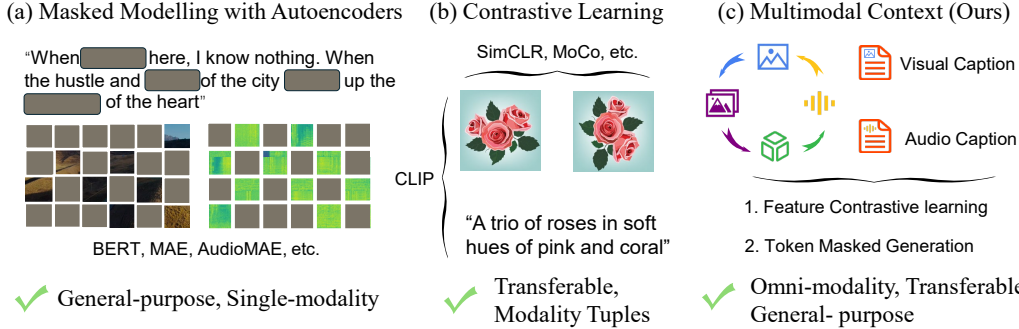 (a) Masked Modelling with Autoencoders
“When here, I know nothing. When
the hustle and of the city up the
of the heart”
BERT, MAE, AudioMAE, etc.
General-purpose, Single-modality
(b) Contrastive Learning
SimCLR, MoCo, etc.
CLIP
“A trio of roses in soft
hues of pink and coral”
Transferable,
Modality Tuples
(c) Multimodal Context (Ours)
Visual Caption
Audio Caption
1. Feature Contrastive learning
2. Token Masked Generation
Omni-modality, Transferable
General- purpose